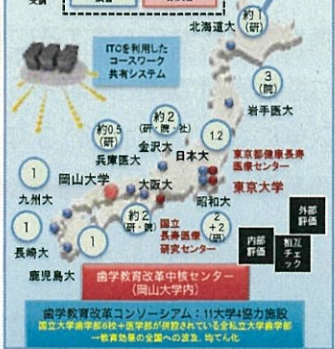 約1
(研)
北海道大
ITCを利用した
コースワーク
共有システム
3
(院)
岩手医大
約0.5
(研)
約2
(研・院・社)
1.2
兵庫医大
金沢大
日本大
東京都健康長寿
医療センター
1
岡山大学
大阪大
東京大学
九州大
昭和大
1
約2
(研・院)
国立
長寿医療
研究センター
2
+2
(研)
外部
評価
1
長崎大
内部
評価
相互
チェ
ック
鹿児島大
歯学教育改革中核センター
(岡山大学内)
歯学教育改革コンソーシアム：11大学4協力施設
国立大学歯学部6校+医学部が併設されている全私立大学歯学部
ー教育効果の全国への波及、均てん化